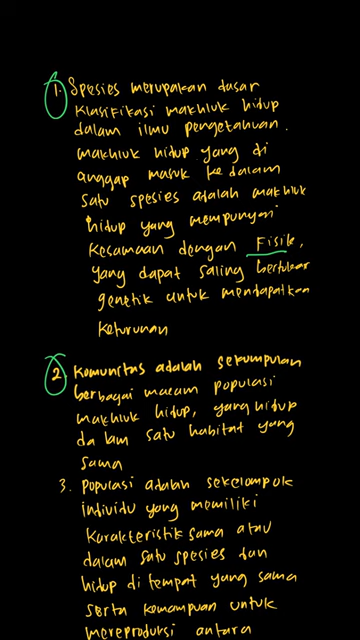 1. Spesies merupakan dasar
klasifikasi makhluk hidup
dalam ilmu pengetahuan.
makhluk hidup yang di
anggap masuk ke dalam
satu spesies adalah makhluk
hidup yang mempunyai
kesamaan dengan Fisik,
yang dapat saling bertukar
genetik untuk mendapatkan
keturunan
2. Komunitas adalah sekumpulan
berbagai macam populasi
makhluk hidup, yang hidup
da lam satu habitat yang
sama
3. Populasi adalah sekelompok
individu yang memiliki
karakteristik sama atau
dalam satu spesies dan
hidup di tempat yang sama
serta kemampuan untuk
mereproduksi antara